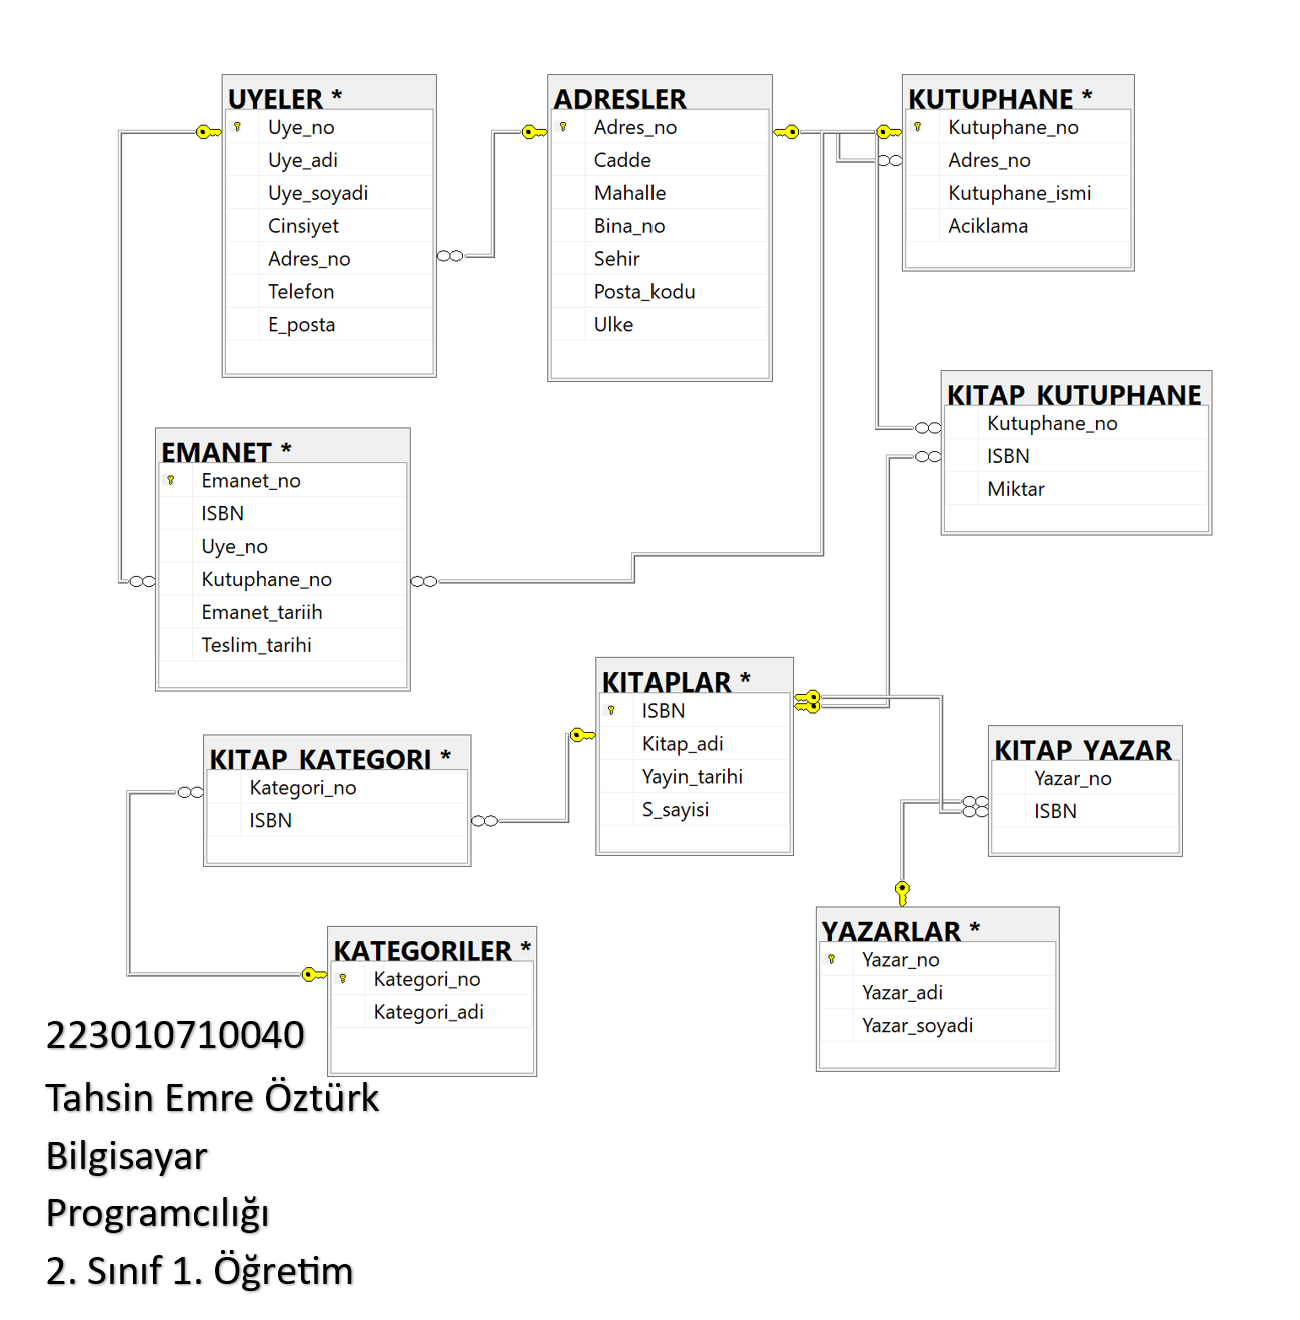 UYELER *
Uye_no
Uye_adi
Uye_soyadi
Cinsiyet
Adres_no
Telefon
E_posta
ADRESLER
Adres_no
Cadde
Mahalle
Bina_no
Sehir
Posta_kodu
Ulke
KUTUPHANE *
Kutuphane_no
Adres_no
Kutuphane_ismi
Aciklama
KITAP_KUTUPHANE
Kutuphane_no
ISBN
Miktar
EMANET *
Emanet_no
ISBN
Uye_no
Kutuphane_no
Emanet_tariih
Teslim_tarihi
KITAPLAR *
ISBN
Kitap_adi
Yayin_tarihi
S_sayisi
KITAP_KATEGORI *
Kategori_no
ISBN
KITAP_YAZAR
Yazar_no
ISBN
KATEGORILER *
Kategori_no
Kategori_adi
YAZARLAR *
Yazar_no
Yazar_adi
Yazar_soyadi
223010710040
Tahsin Emre Öztürk
Bilgisayar
Programcılığı
2. Sınıf 1. Öğretim